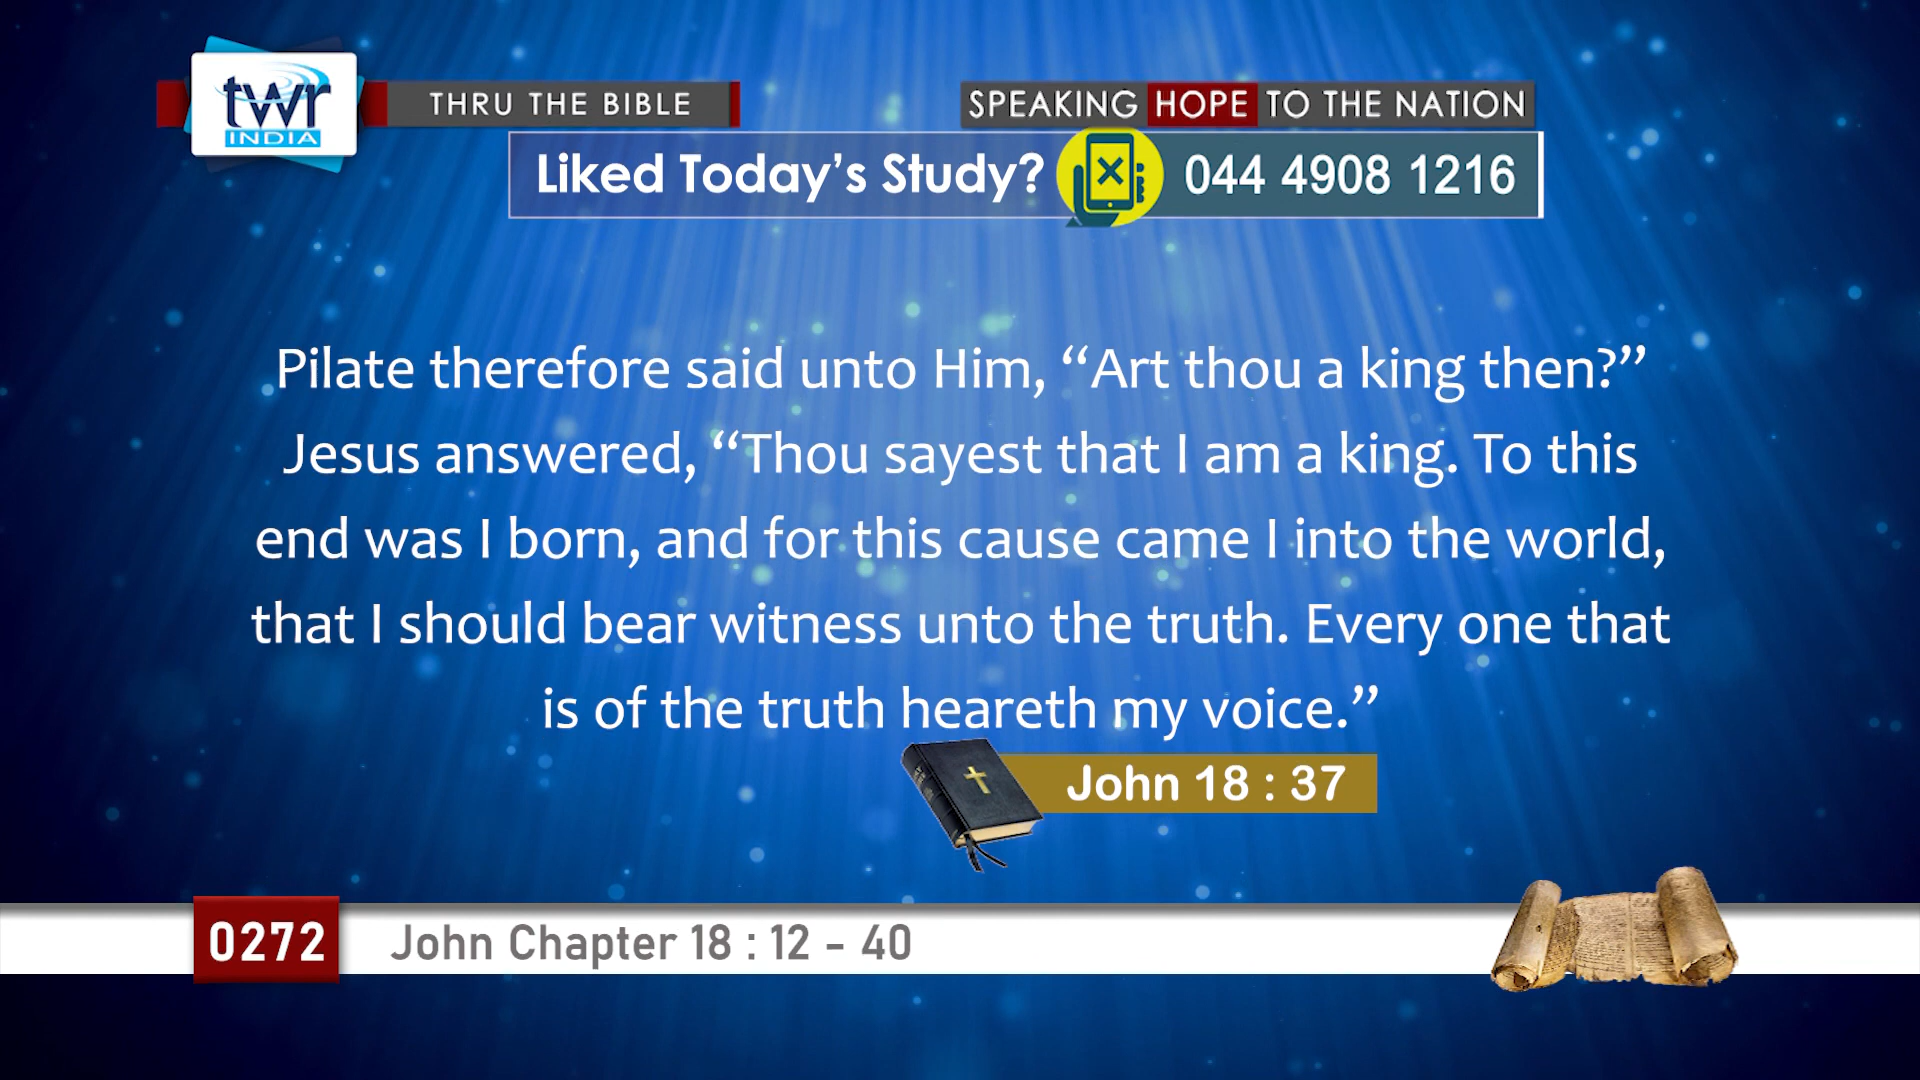 twr
INDIA
THRU THE BIBLE
SPEAKING HOPE TO THE NATION
Liked Today’s Study?
044 4908 1216
Pilate therefore said unto Him, “Art thou a king then?”
Jesus answered, “Thou sayest that I am a king. To this
end was I born, and for this cause came I into the world,
that I should bear witness unto the truth. Every one that
is of the truth heareth my voice.”
John 18 : 37
0272
John Chapter 18 : 12 - 40